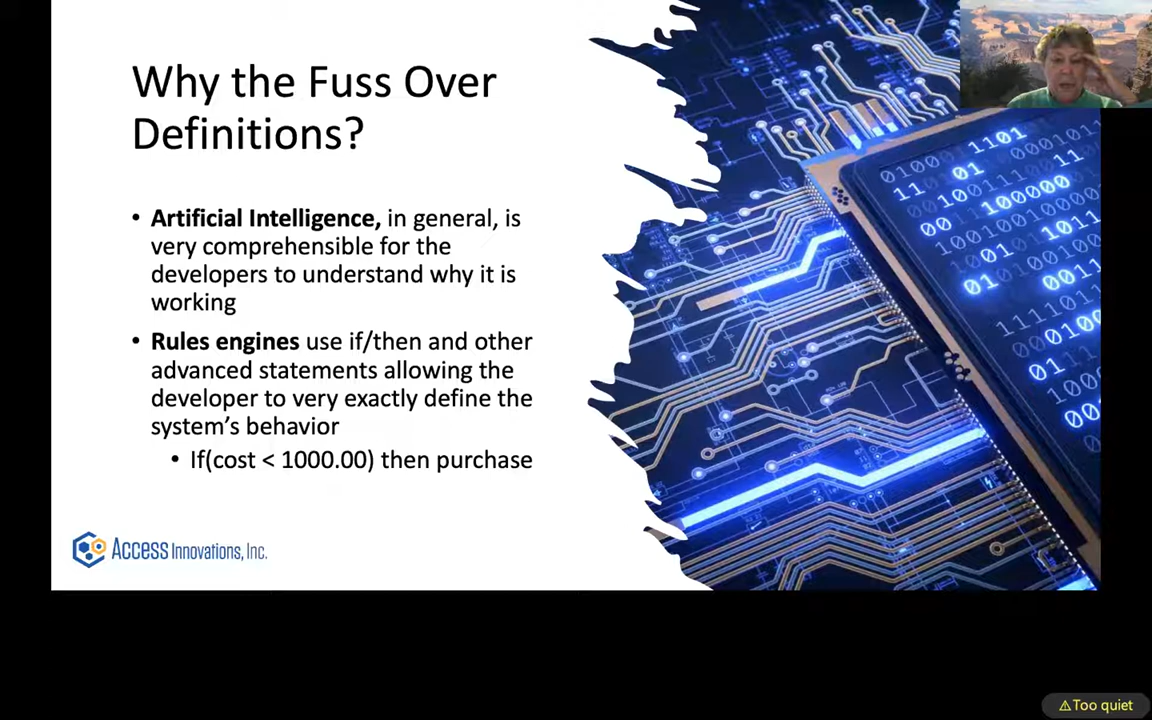 Why the Fuss Over
Definitions?
• Artificial Intelligence, in general, is
very comprehensible for the
developers to understand why it is
working
• Rules engines use if/then and other
advanced statements allowing the
developer to very exactly define the
system’s behavior
• If(cost < 1000.00) then purchase
Access Innovations, Inc.
⚠Too quiet